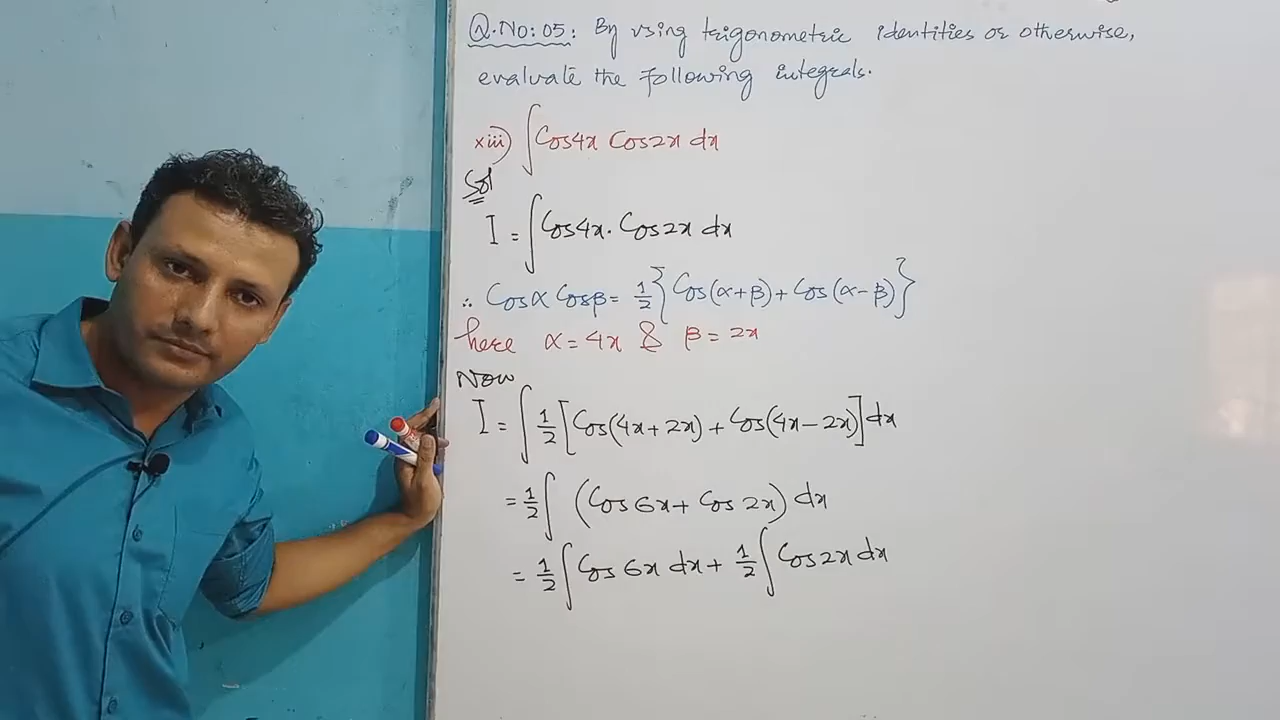 Q.No: 05: By using trigonometric identities or otherwise,
evaluate the following integrals.
xiii) ∫Cos4x Cos2x dx
Sol
I = ∫Cos4x. Cos2x dx
∴ Cosα Cosβ = 1/2 {Cos(α+β) + Cos(α-β)}
here α = 4x & β = 2x
Now
I = ∫ 1/2 [Cos(4x+2x) + Cos(4x-2x)] dx
= 1/2 ∫ (Cos 6x + Cos 2x) dx
= 1/2 ∫ Cos 6x dx + 1/2 ∫ Cos 2x dx